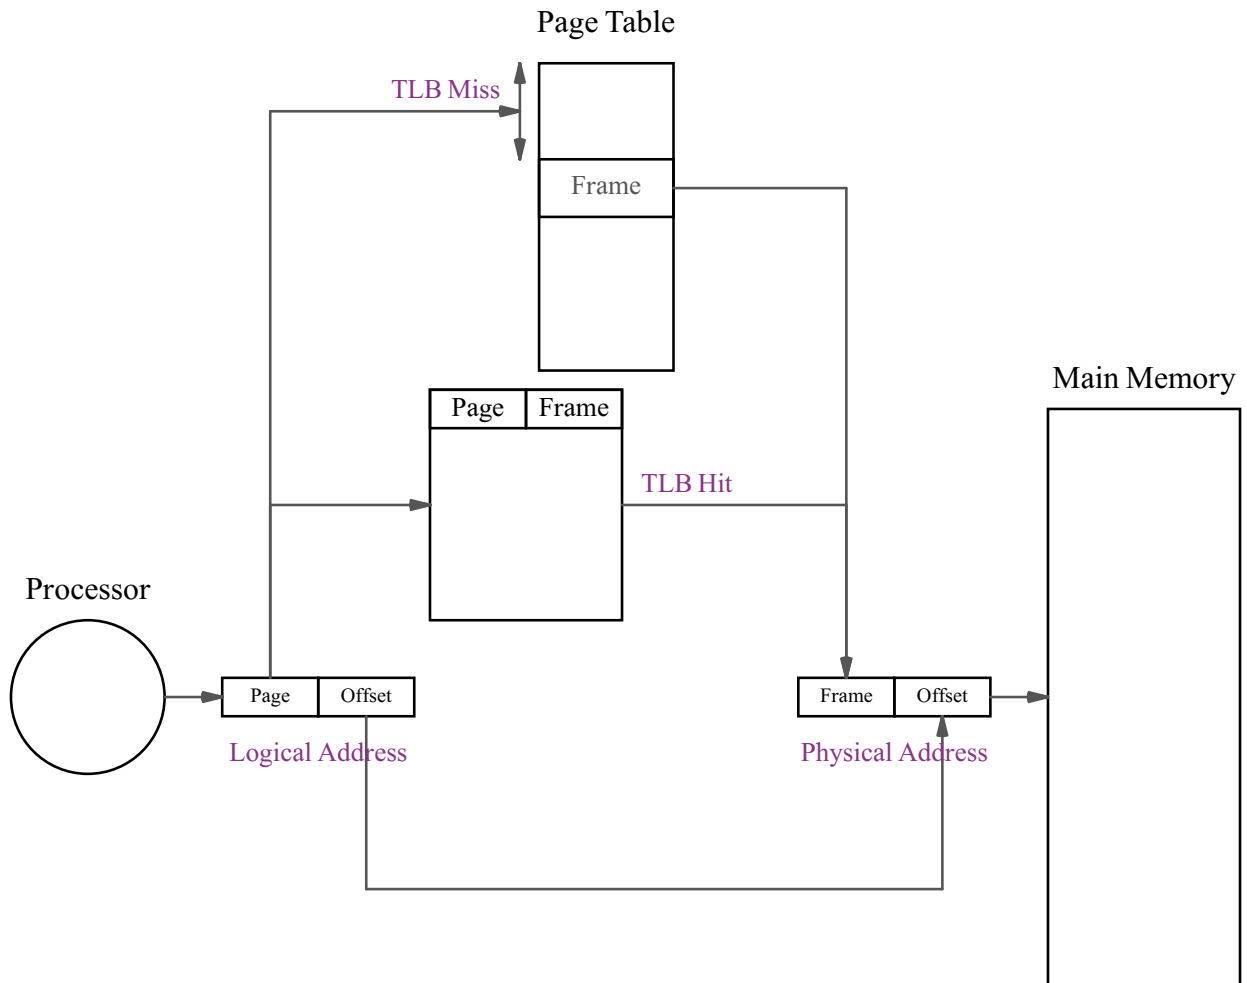 Page Table
TLB Miss
Frame
Main Memory
Page Frame
TLB Hit
Processor
Page Offset
Frame Offset
Logical Address
Physical Address